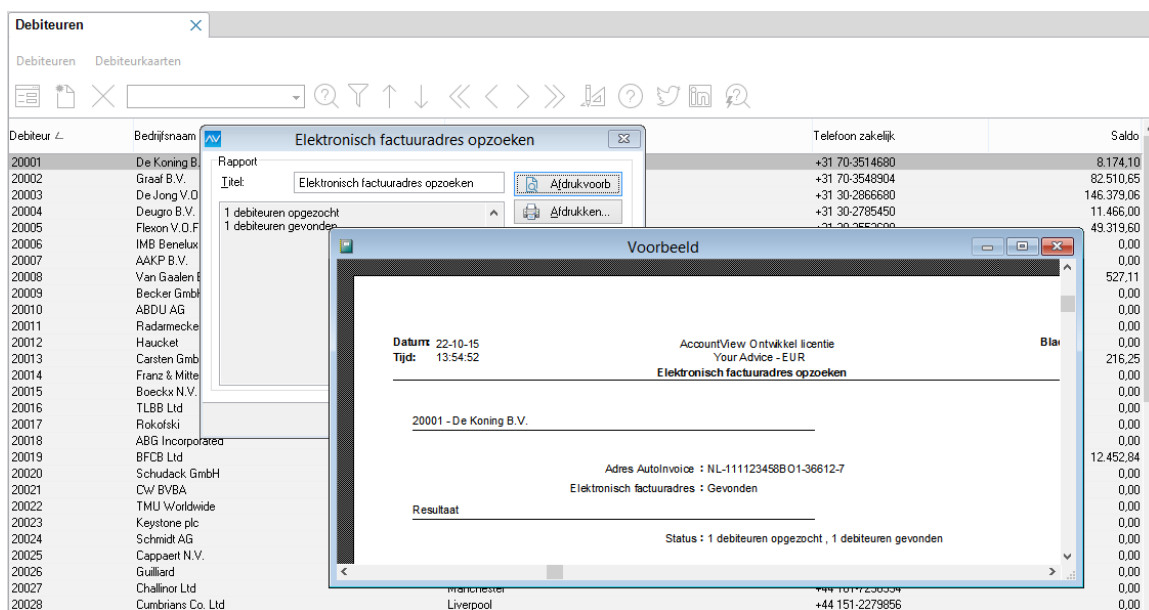 Debiteuren
Debiteuren Debiteurkaarten
Debiteur Bedrijfsnaam Telefoon zakelijk Saldo
20001 De Koning B. +31 70-3514680 8.174,10
20002 Graaf B.V. +31 70-3548904 82.510,65
20003 De Jong V.O +31 30-2866680 146.379,06
20004 Deugro B.V. +31 30-2785450 11.466,00
20005 Flexon V.O.F 49.319,60
20006 IMB Benelux 0,00
20007 AAKP B.V. 0,00
20008 Van Gaalen 527,11
20009 Becker Gmb 0,00
20010 ABDU AG 0,00
20011 Radarmecke 0,00
20012 Haucket 0,00
20013 Carsten Gmb 216,25
20014 Franz & Mitte 0,00
20015 Boeckx N.V. 0,00
20016 TLBB Ltd 0,00
20017 Rokofski 0,00
20018 ABG Incorporated 0,00
20019 BFCB Ltd 12.452,84
20020 Schudack GmbH 0,00
20021 CW BVBA 0,00
20022 TMU Worldwide 0,00
20023 Keystone plc 0,00
20024 Schmidt AG 0,00
20025 Cappaert N.V. 0,00
20026 Guilliard 0,00
20027 Challinor Ltd Manchester 0,00
20028 Cumbrians Co. Ltd Liverpool +44 151-2279856 0,00
Elektronisch factuuradres opzoeken
Rapport
Titel: Elektronisch factuuradres opzoeken Afdrukvoorb
1 debiteuren opgezocht Afdrukken...
1 debiteuren gevonden
Voorbeeld
Datum: 22-10-15 AccountView Ontwikkel licentie
Tijd: 13:54:52 Your Advice - EUR
Elektronisch factuuradres opzoeken
20001 - De Koning B.V.
Adres AutoInvoice : NL-111123458BO1-36612-7
Elektronisch factuuradres : Gevonden
Resultaat
Status : 1 debiteuren opgezocht , 1 debiteuren gevonden